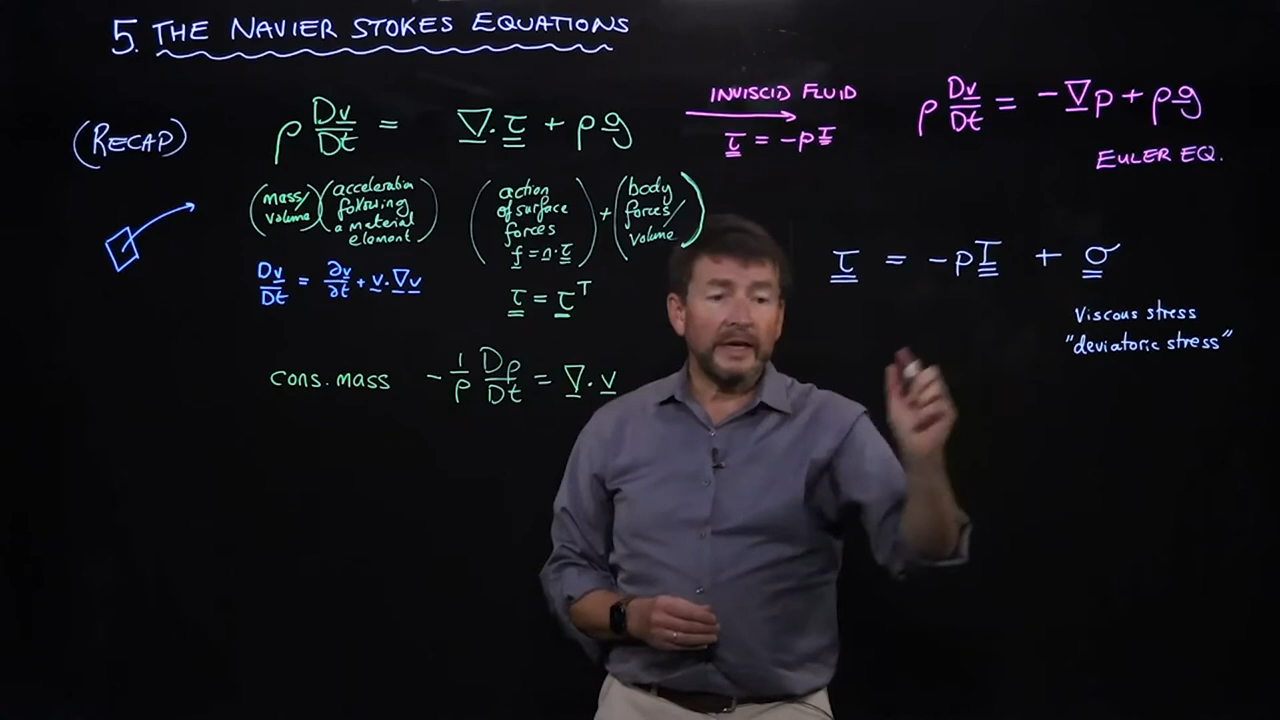 5. THE NAVIER STOKES EQUATIONS
(RECAP)
ρ Dv/Dt = ∇·τ + ρg
(mass/volume) (acceleration following a material element) (action of surface forces f = n·τ) + (body forces/volume)
Dv/Dt = ∂v/∂t + v·∇v
τ = τᵀ
cons. mass -1/ρ Dρ/Dt = ∇·v
INVISCID FLUID
τ = -pI
ρ Dv/Dt = -∇p + ρg
EULER EQ.
τ = -pI + σ
Viscous stress
"deviatoric stress"